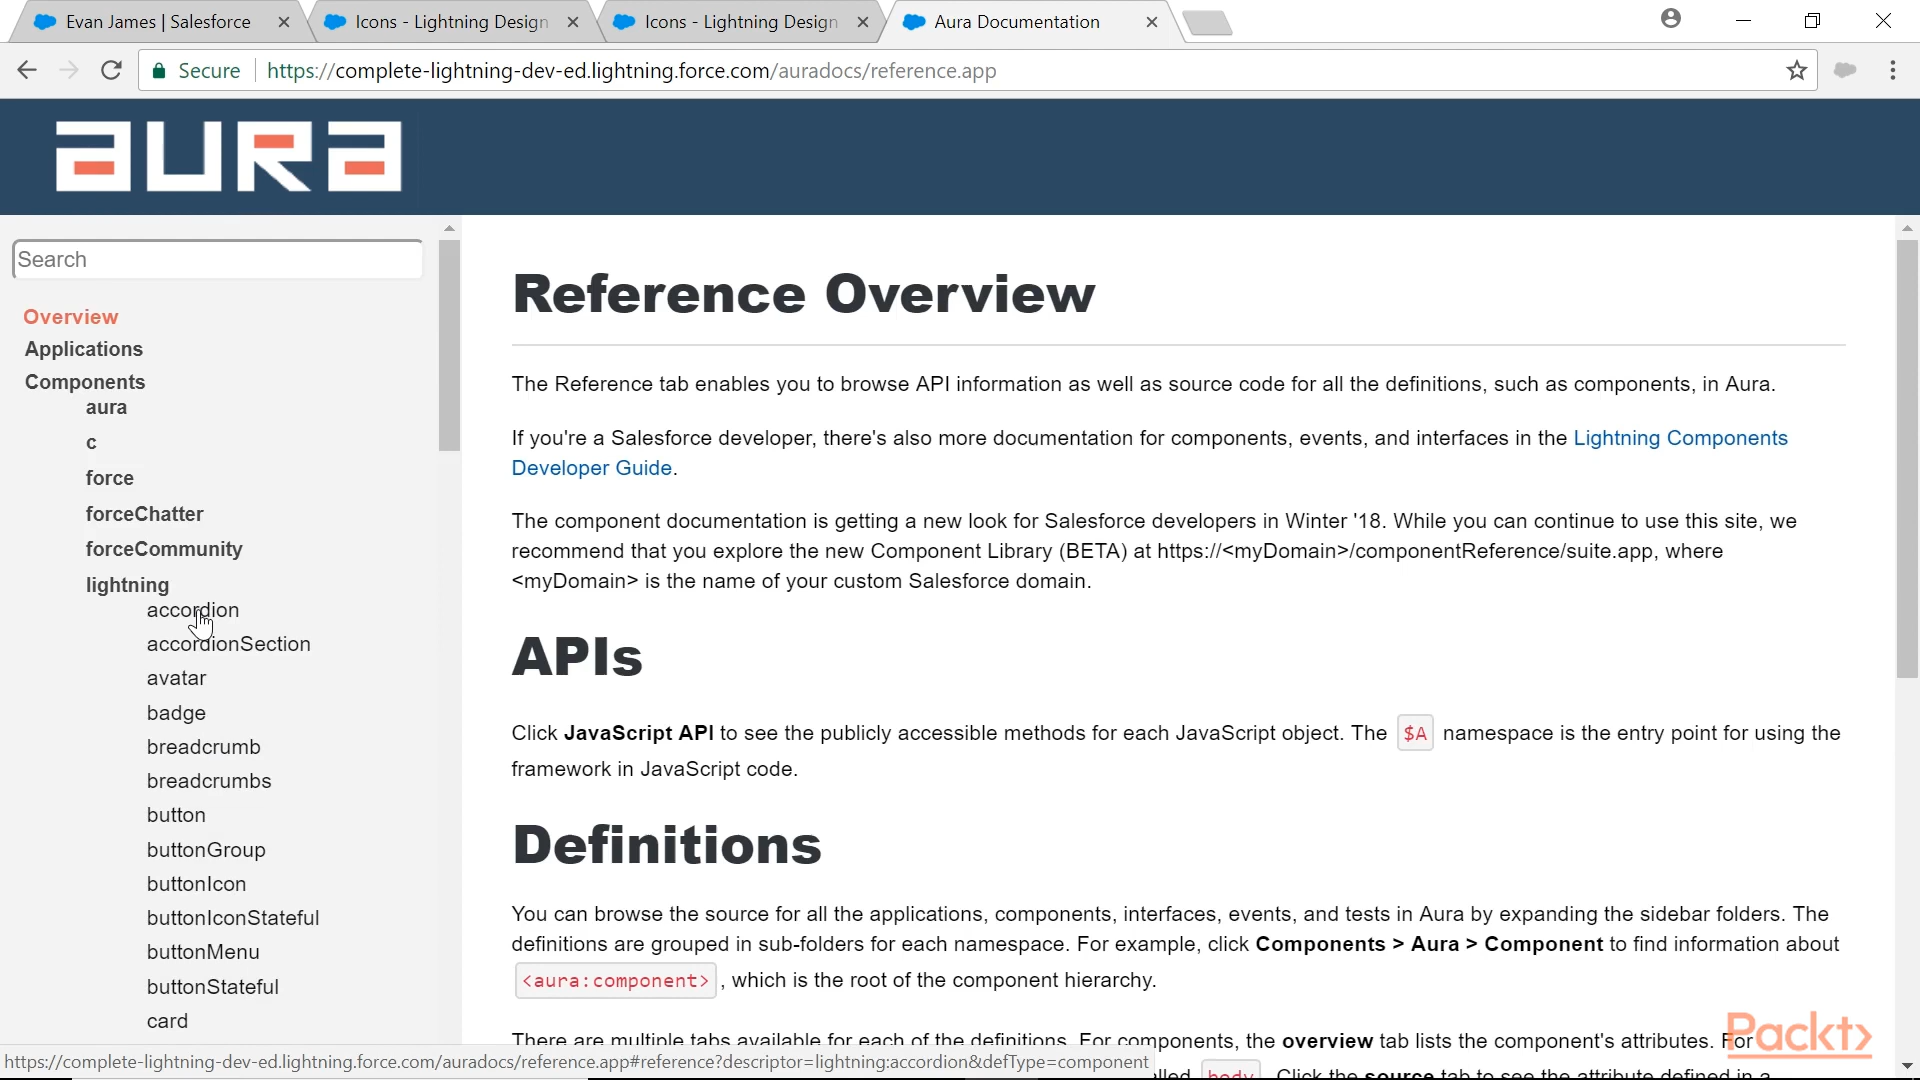 Evan James | Salesforce
Icons - Lightning Design
Icons - Lightning Design
Aura Documentation
Secure
https://complete-lightning-dev-ed.lightning.force.com/auradocs/reference.app
aura
Search
Overview
Applications
Components
aura
c
force
forceChatter
forceCommunity
lightning
accordion
accordionSection
avatar
badge
breadcrumb
breadcrumbs
button
buttonGroup
buttonIcon
buttonIconStateful
buttonMenu
buttonStateful
card
Reference Overview
The Reference tab enables you to browse API information as well as source code for all the definitions, such as components, in Aura.
If you're a Salesforce developer, there's also more documentation for components, events, and interfaces in the Lightning Components
Developer Guide.
The component documentation is getting a new look for Salesforce developers in Winter '18. While you can continue to use this site, we
recommend that you explore the new Component Library (BETA) at https://<myDomain>/componentReference/suite.app, where
<myDomain> is the name of your custom Salesforce domain.
APIs
Click JavaScript API to see the publicly accessible methods for each JavaScript object. The $A namespace is the entry point for using the
framework in JavaScript code.
Definitions
You can browse the source for all the applications, components, interfaces, events, and tests in Aura by expanding the sidebar folders. The
definitions are grouped in sub-folders for each namespace. For example, click Components > Aura > Component to find information about
<aura:component> , which is the root of the component hierarchy.
There are multiple tabs available for each of the definitions. For components, the overview tab lists the component's attributes. For
body . Click the source tab to see the attribute defined in a
https://complete-lightning-dev-ed.lightning.force.com/auradocs/reference.app#reference?descriptor=lightning:accordion&defType=component
Packt>